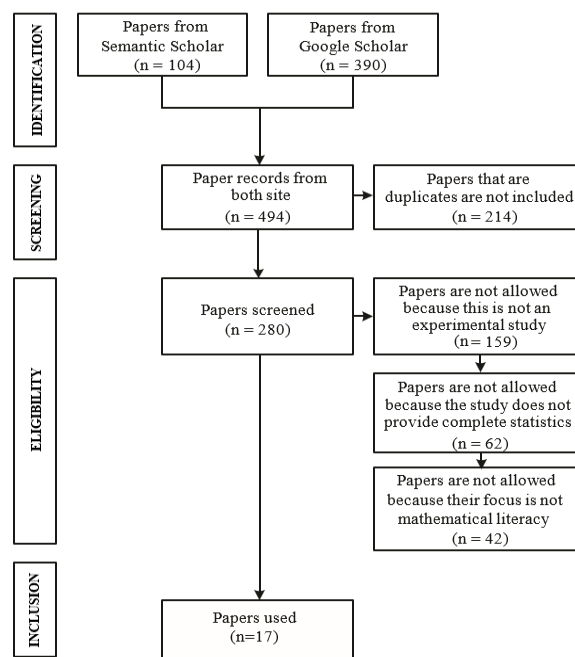 IDENTIFICATION
Papers from
Semantic Scholar
(n = 104)
Papers from
Google Scholar
(n = 390)
SCREENING
Paper records from
both site
(n = 494)
Papers that are
duplicates are not included
(n = 214)
ELIGIBILITY
Papers screened
(n = 280)
Papers are not allowed
because this is not an
experimental study
(n= 159)
Papers are not allowed
because the study does not
provide complete statistics
(n = 62)
Papers are not allowed
because their focus is not
mathematical literacy
(n = 42)
INCLUSION
Papers used
(n=17)